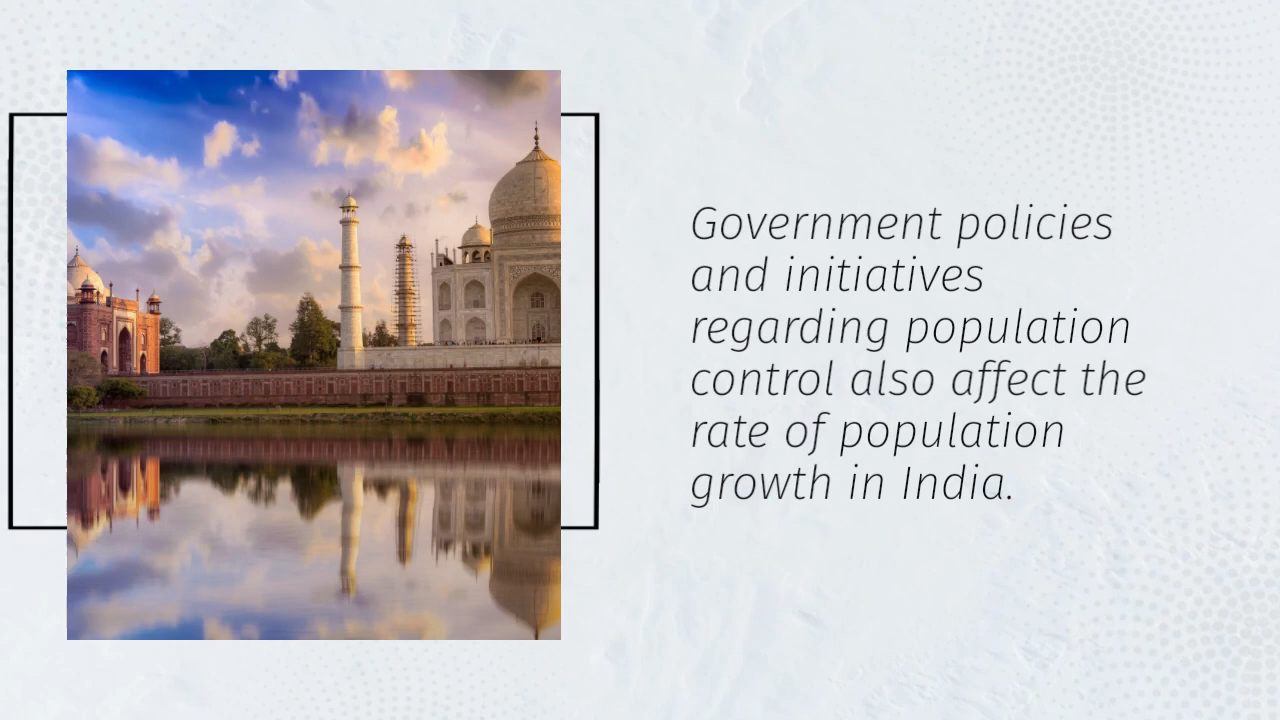 Government policies
and initiatives
regarding population
control also affect the
rate of population
growth in India.